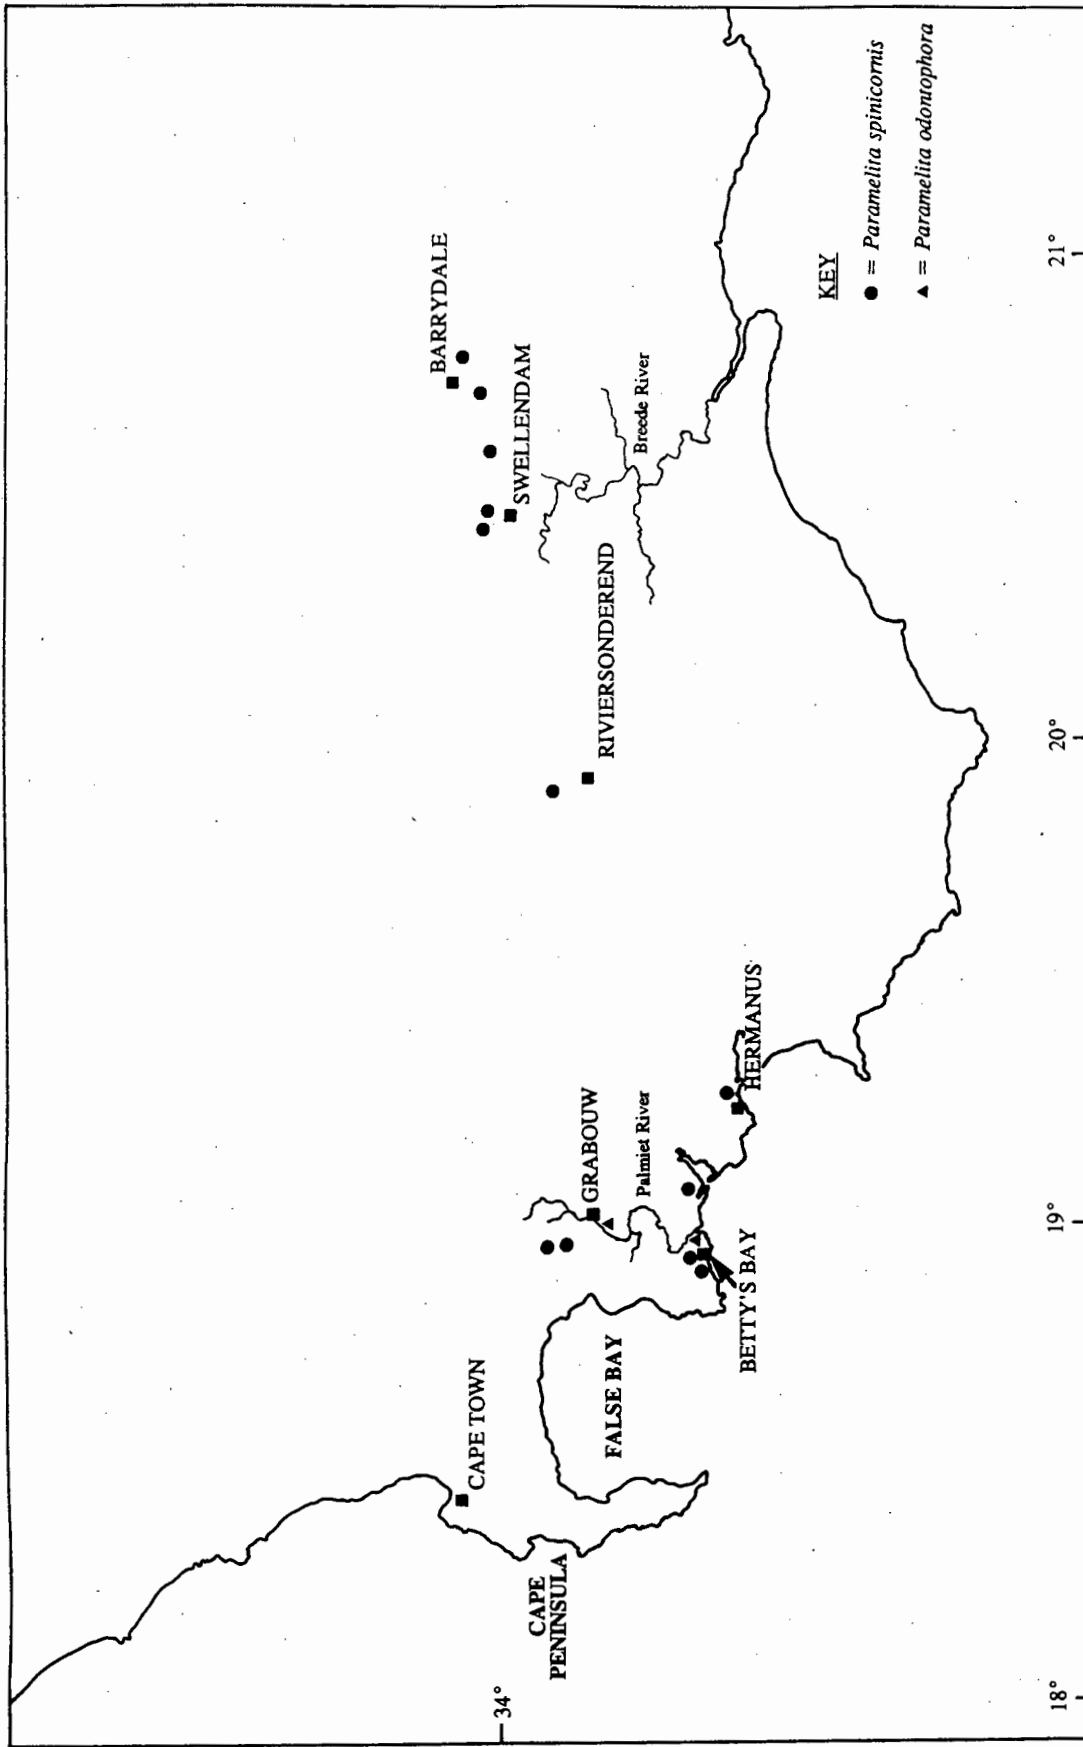 BARRYDALE
SWELLENDAM
Breede River
RIVIERSONDEREND
KEY
● = Paramelita spinicornis
▲ = Paramelita odontophora
GRABOUW
Palmiet River
HERMANUS
BETTY'S BAY
FALSE BAY
CAPE TOWN
CAPE
PENINSULA
34°
18°
19°
20°
21°